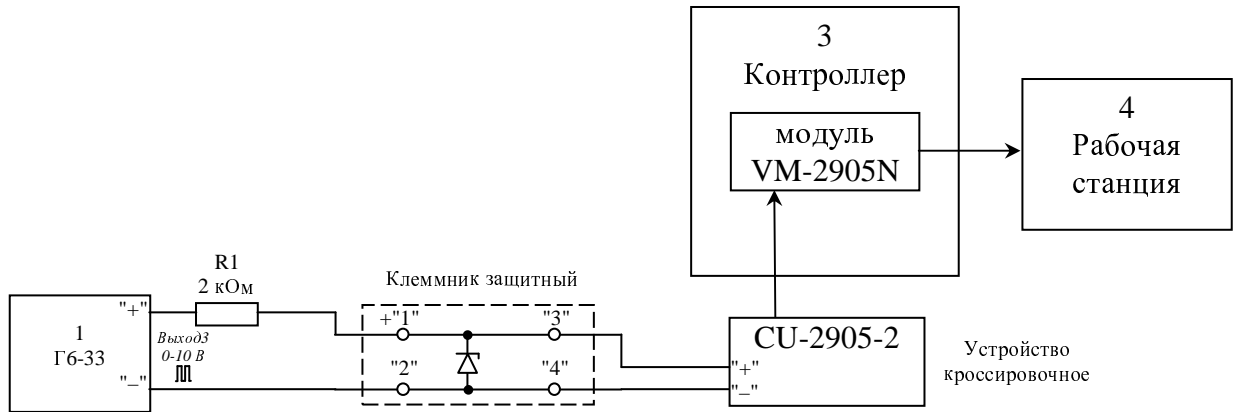 3
Контроллер
модуль
VM-2905N
4
Рабочая
станция
R1
2 кОм
Клеммник защитный
1
Г6-33
"+"
Выход3
0-10 В
"–"
+"1"
"3"
"2"
"4"
CU-2905-2
"+"
"–"
Устройство
кроссировочное